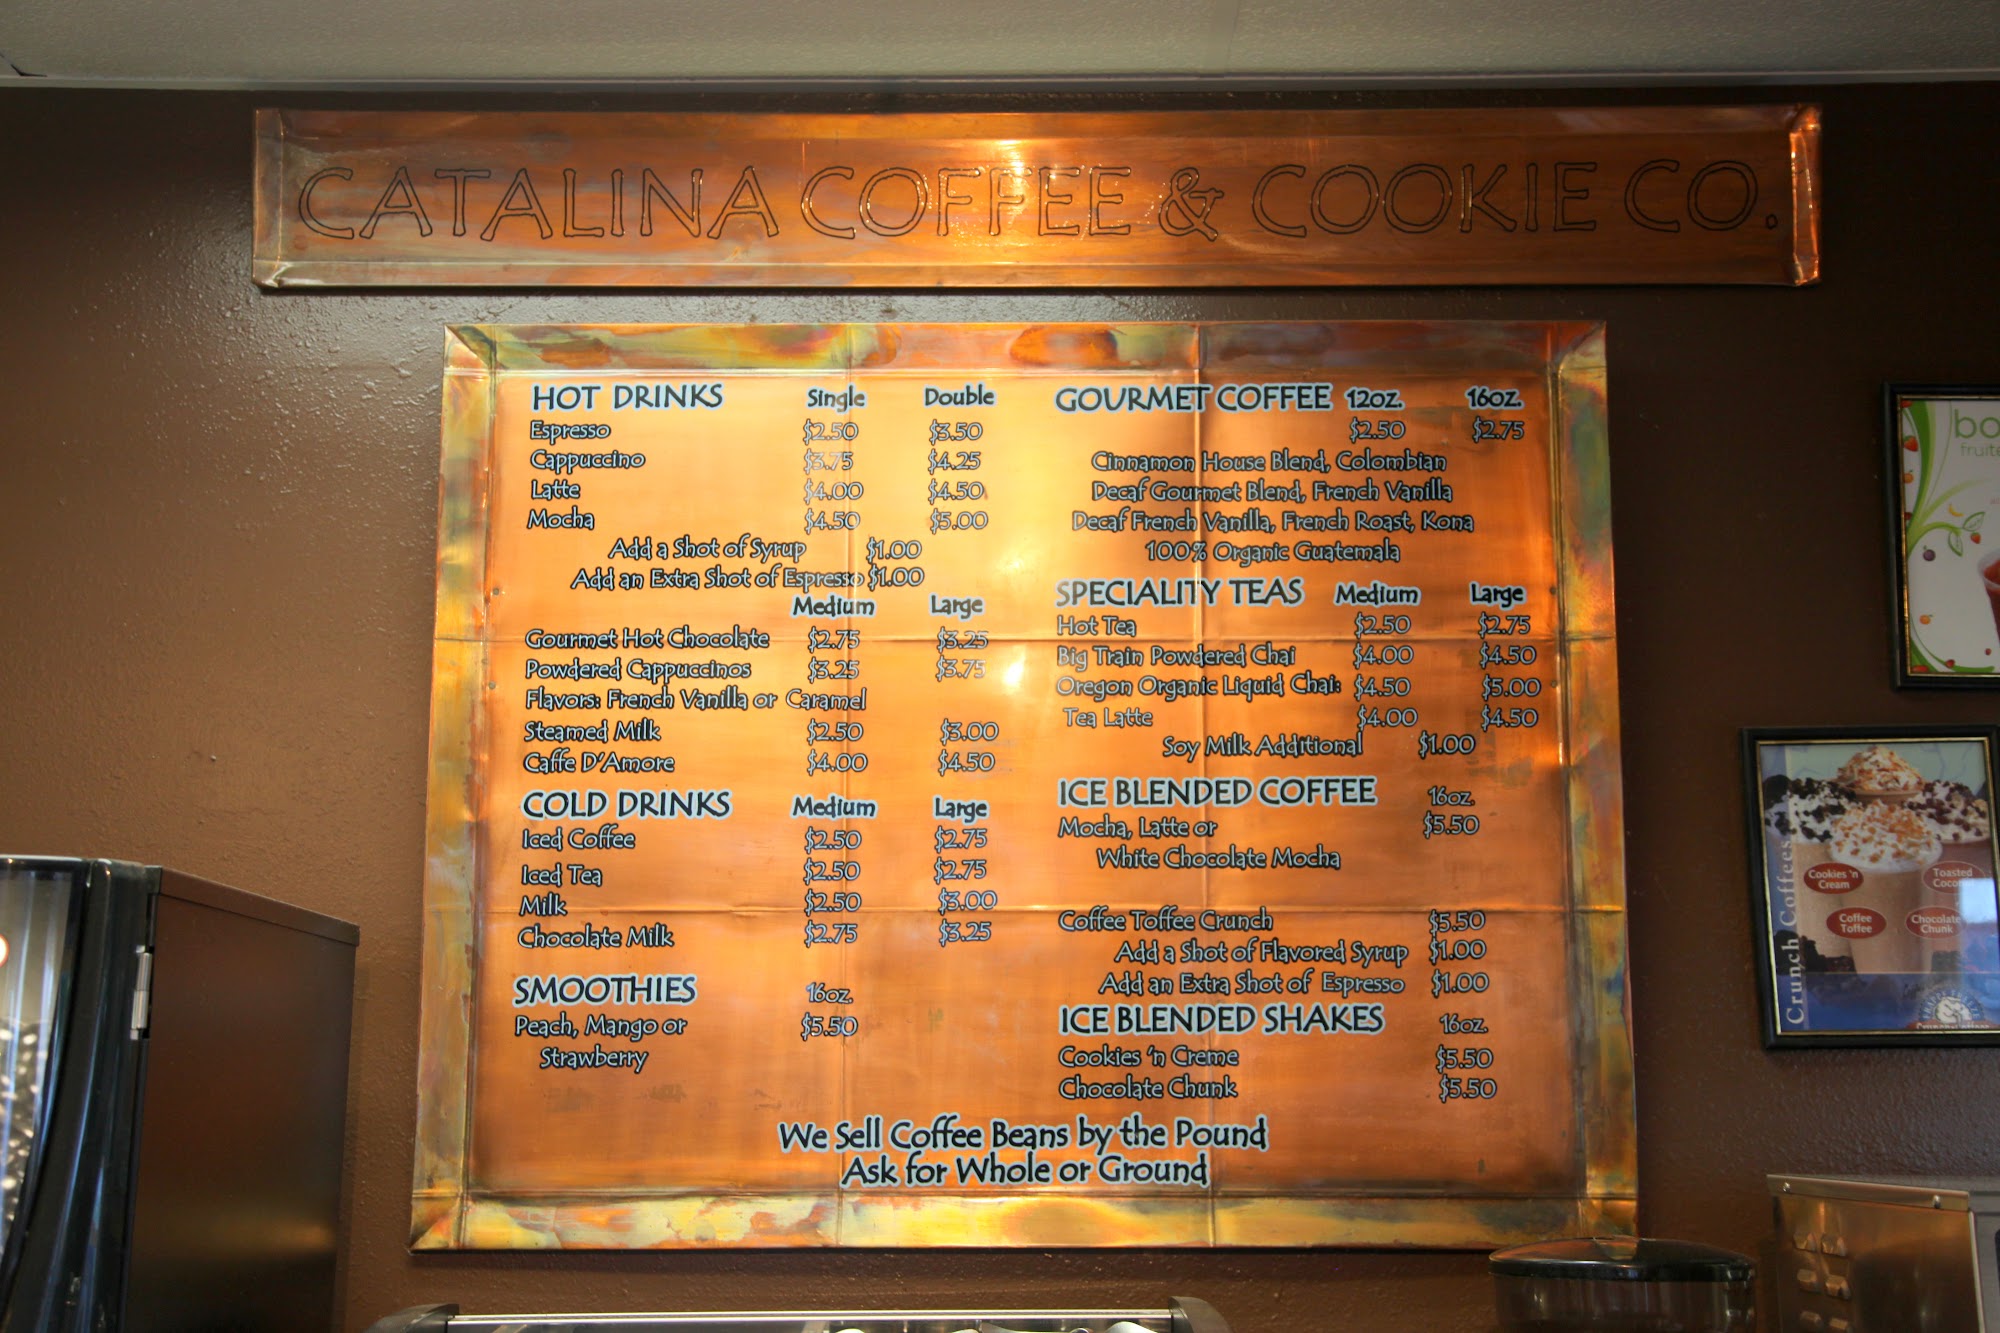 CATALINA COFFEE & COOKIE CO.
HOT DRINKS Single Double
Espresso $2.50 $3.50
Cappuccino $3.75 $4.25
Latte $4.00 $4.50
Mocha $4.50 $5.00
Add a Shot of Syrup $1.00
Add an Extra Shot of Espresso $1.00
Medium Large
Gourmet Hot Chocolate $2.75 $3.25
Powdered Cappuccinos $3.25 $3.75
Flavors: French Vanilla or Caramel
Steamed Milk $2.50 $3.00
Caffe D'Amore $4.00 $4.50
COLD DRINKS Medium Large
Iced Coffee $2.50 $2.75
Iced Tea $2.50 $2.75
Milk $2.50 $3.00
Chocolate Milk $2.75 $3.25
SMOOTHIES 16oz.
Peach, Mango or $5.50
Strawberry
GOURMET COFFEE 12oz. 16oz.
$2.50 $2.75
Cinnamon House Blend, Colombian
Decaf Gourmet Blend, French Vanilla
Decaf French Vanilla, French Roast, Kona
100% Organic Guatemala
SPECIALITY TEAS Medium Large
Hot Tea $2.50 $2.75
Big Train Powdered Chai $4.00 $4.50
Oregon Organic Liquid Chai: $4.50 $5.00
Tea Latte $4.00 $4.50
Soy Milk Additional $1.00
ICE BLENDED COFFEE 16oz.
Mocha, Latte or $5.50
White Chocolate Mocha
Coffee Toffee Crunch $5.50
Add a Shot of Flavored Syrup $1.00
Add an Extra Shot of Espresso $1.00
ICE BLENDED SHAKES 16oz.
Cookies 'n Creme $5.50
Chocolate Chunk $5.50
We Sell Coffee Beans by the Pound
Ask for Whole or Ground
bo
fruite
Crunch Coffees
Cookies 'n
Cream
Toasted
Coffee
Toffee
Chocolate
Chunk